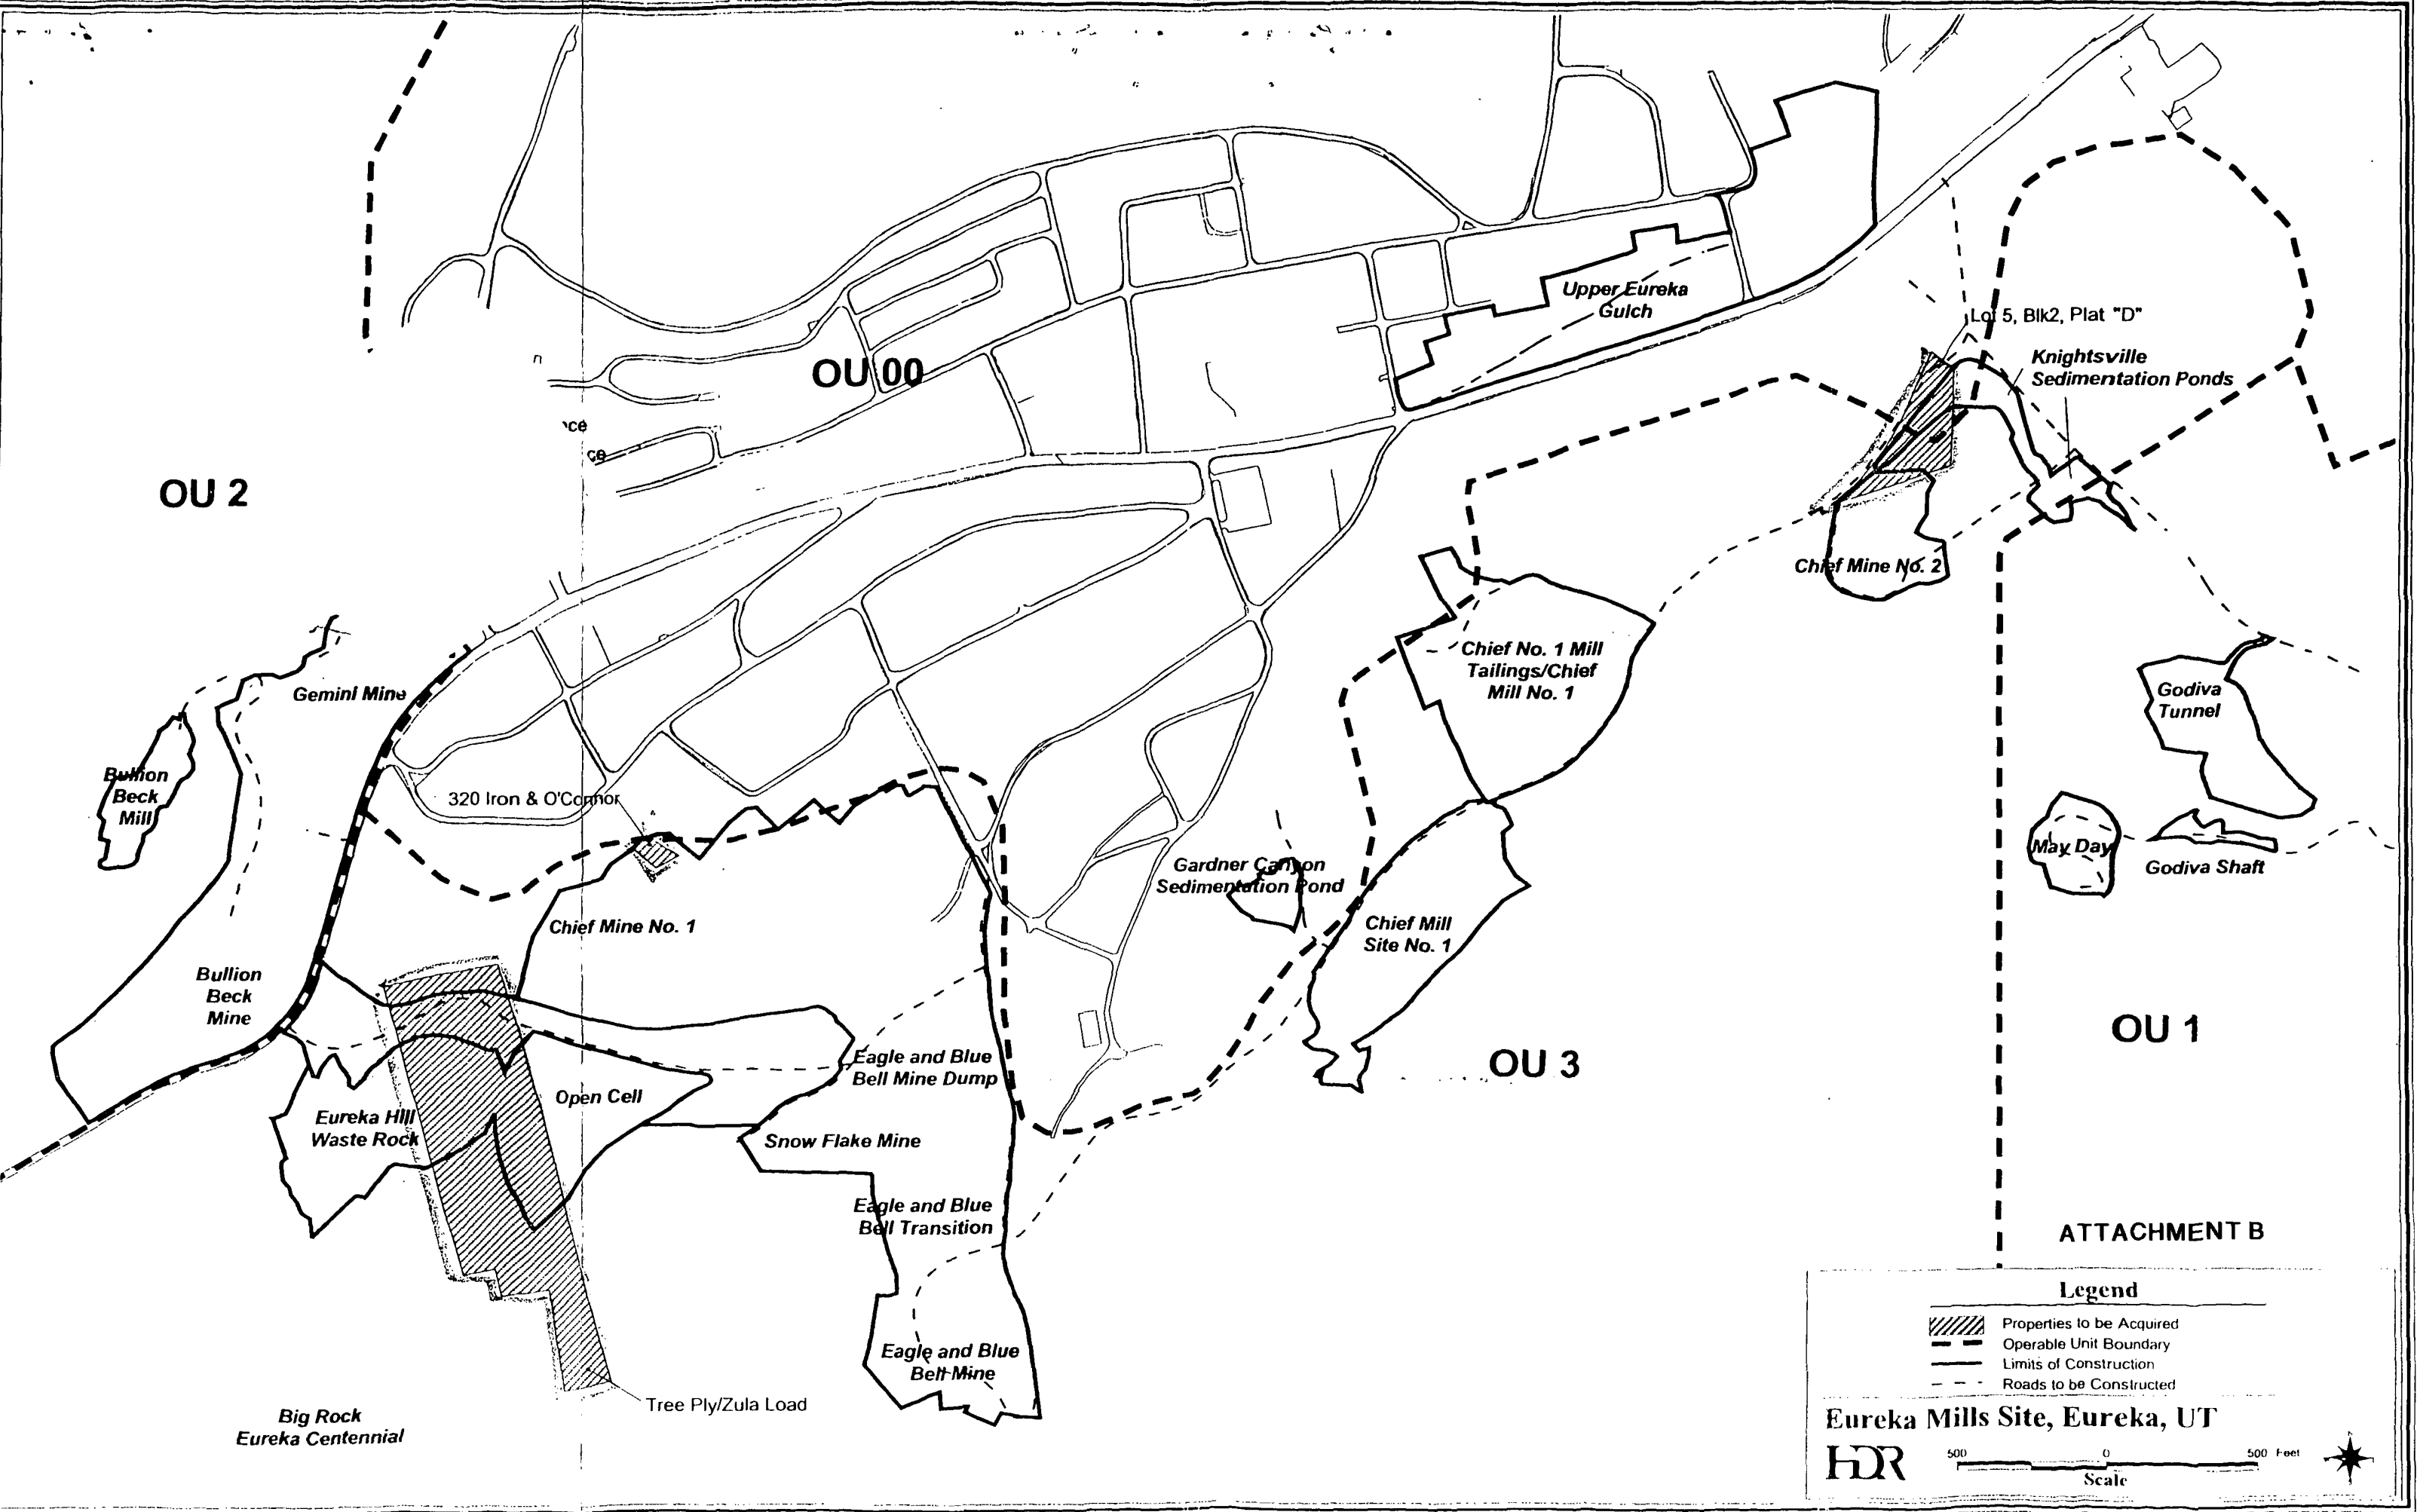 OU 00
Upper Eureka
Gulch
Lot 5, Blk2, Plat "D"
Knightsville
Sedimentation Ponds
OU 2
Chief Mine No. 2
Gemini Mine
Chief No. 1 Mill
Tailings/Chief
Mill No. 1
Godiva
Tunnel
Bullion
Beck
Mill
320 Iron & O'Connor
May Day
Godiva Shaft
Gardner Canyon
Sedimentation Pond
Chief Mine No. 1
Chief Mill
Site No. 1
Bullion
Beck
Mine
OU 1
OU 3
Eagle and Blue
Bell Mine Dump
Open Cell
Eureka Hill
Waste Rock
Snow Flake Mine
Eagle and Blue
Bell Transition
Eagle and Blue
Bell Mine
Tree Ply/Zula Load
Big Rock
Eureka Centennial
ATTACHMENT B
Legend
Properties to be Acquired
Operable Unit Boundary
Limits of Construction
Roads to be Constructed
Eureka Mills Site, Eureka, UT
HDR
500 0 500 Feet
Scale